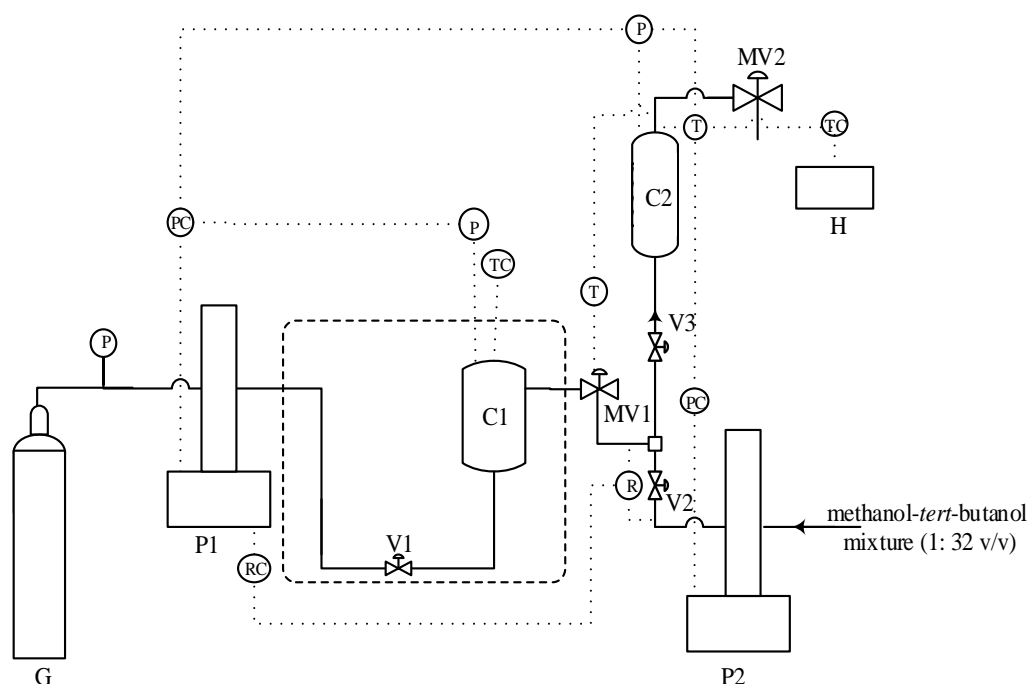 P
MV2
T
TC
C2
H
PC
P
TC
T
V3
P
C1
MV1
PC
R
V2
methanol-tert-butanol
mixture (1: 32 v/v)
P1
V1
RC
P2
G